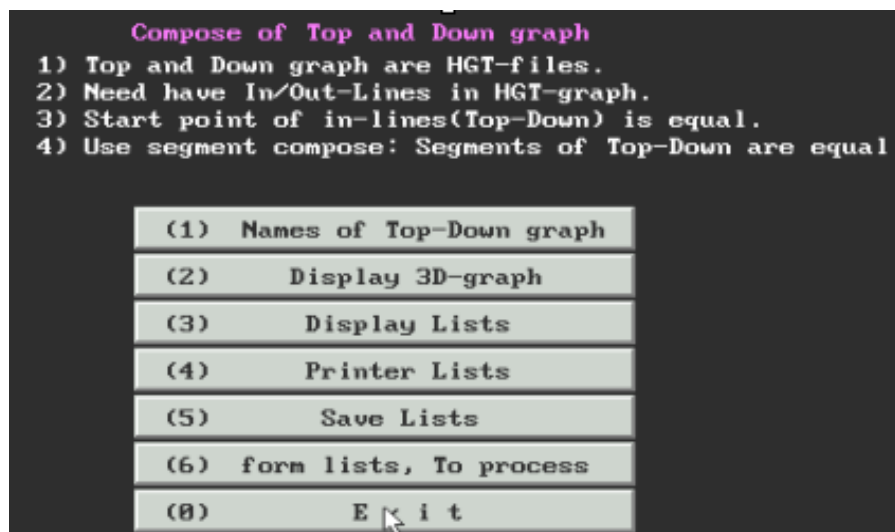 Compose of Top and Down graph
1) Top and Down graph are HGT-files.
2) Need have In/Out-Lines in HGT-graph.
3) Start point of in-lines(Top-Down) is equal.
4) Use segment compose: Segments of Top-Down are equal
(1) Names of Top-Down graph
(2) Display 3D-graph
(3) Display Lists
(4) Printer Lists
(5) Save Lists
(6) form lists, To process
(0) E x i t